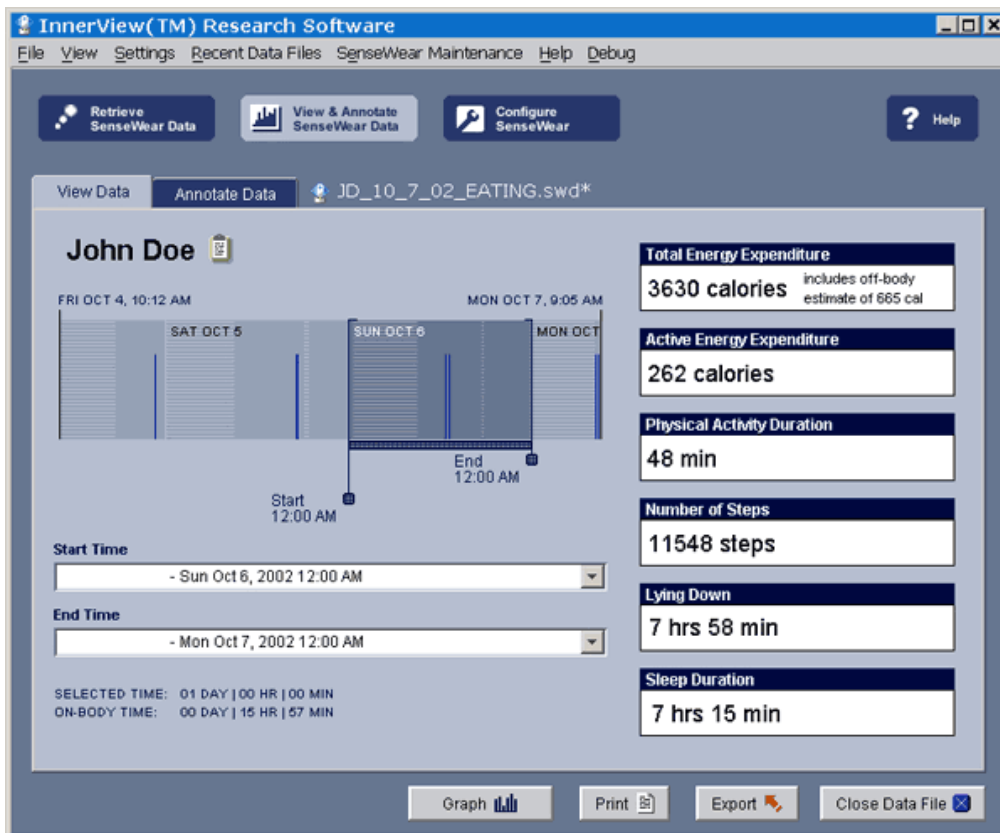 InnerView(TM) Research Software
File View Settings Recent Data Files SenseWear Maintenance Help Debug
Retrieve
SenseWear Data
View & Annotate
SenseWear Data
Configure
SenseWear
? Help
View Data
Annotate Data
JD_10_7_02_EATING.swd*
John Doe
FRI OCT 4, 10:12 AM
MON OCT 7, 9:05 AM
SAT OCT 5
SUN OCT 6
MON OCT
End
12:00 AM
Start
12:00 AM
Start Time
- Sun Oct 6, 2002 12:00 AM
End Time
- Mon Oct 7, 2002 12:00 AM
SELECTED TIME: 01 DAY | 00 HR | 00 MIN
ON-BODY TIME: 00 DAY | 15 HR | 57 MIN
Total Energy Expenditure
3630 calories
includes off-body
estimate of 665 cal
Active Energy Expenditure
262 calories
Physical Activity Duration
48 min
Number of Steps
11548 steps
Lying Down
7 hrs 58 min
Sleep Duration
7 hrs 15 min
Graph
Print
Export
Close Data File